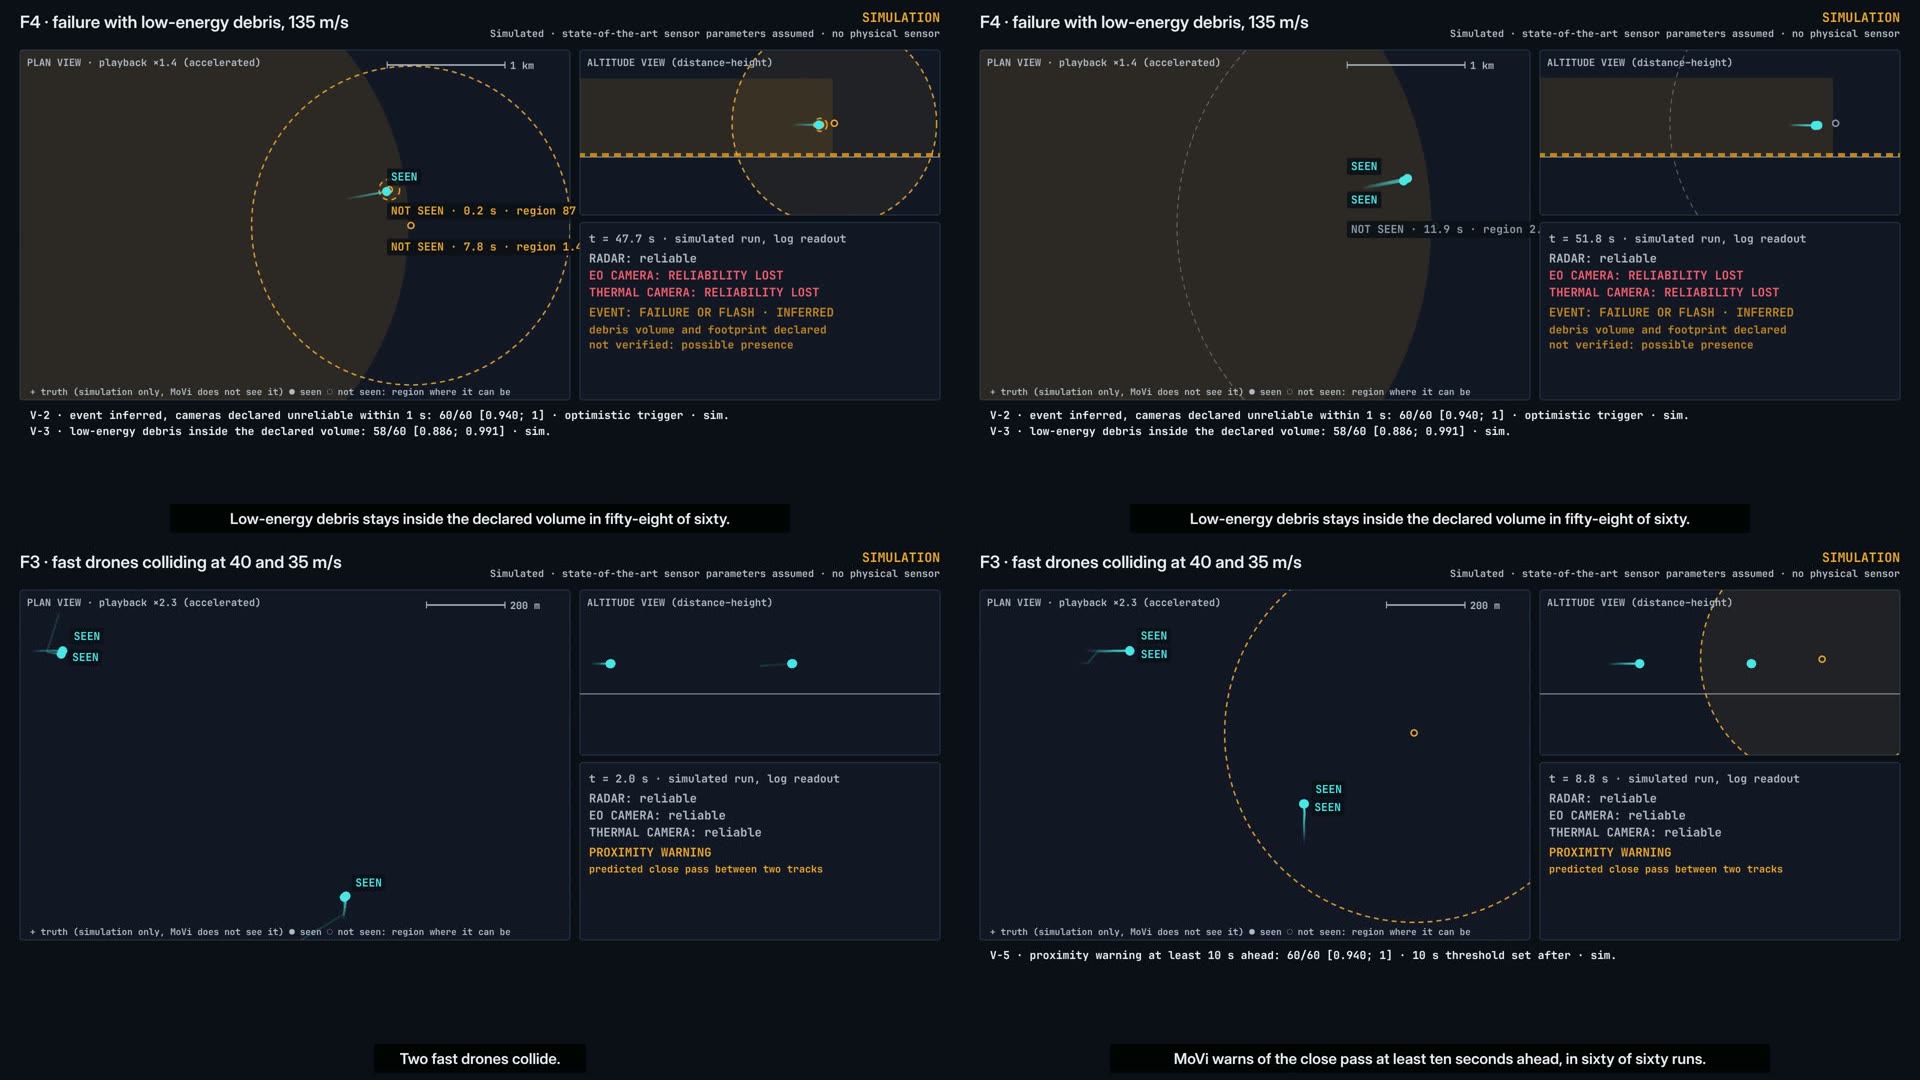 F4 · failure with low-energy debris, 135 m/s
SIMULATION
Simulated · state-of-the-art sensor parameters assumed · no physical sensor
PLAN VIEW · playback ×1.4 (accelerated)
1 km
SEEN
NOT SEEN · 0.2 s · region 87
NOT SEEN · 7.8 s · region 1.4
+ truth (simulation only, MoVi does not see it) ● seen ○ not seen: region where it can be
ALTITUDE VIEW (distance-height)
t = 47.7 s · simulated run, log readout
RADAR: reliable
EO CAMERA: RELIABILITY LOST
THERMAL CAMERA: RELIABILITY LOST
EVENT: FAILURE OR FLASH · INFERRED
debris volume and footprint declared
not verified: possible presence
V-2 · event inferred, cameras declared unreliable within 1 s: 60/60 [0.940; 1] · optimistic trigger · sim.
V-3 · low-energy debris inside the declared volume: 58/60 [0.886; 0.991] · sim.
Low-energy debris stays inside the declared volume in fifty-eight of sixty.
F4 · failure with low-energy debris, 135 m/s
SIMULATION
Simulated · state-of-the-art sensor parameters assumed · no physical sensor
PLAN VIEW · playback ×1.4 (accelerated)
1 km
SEEN
SEEN
NOT SEEN · 11.9 s · region 2.
+ truth (simulation only, MoVi does not see it) ● seen ○ not seen: region where it can be
ALTITUDE VIEW (distance-height)
t = 51.8 s · simulated run, log readout
RADAR: reliable
EO CAMERA: RELIABILITY LOST
THERMAL CAMERA: RELIABILITY LOST
EVENT: FAILURE OR FLASH · INFERRED
debris volume and footprint declared
not verified: possible presence
V-2 · event inferred, cameras declared unreliable within 1 s: 60/60 [0.940; 1] · optimistic trigger · sim.
V-3 · low-energy debris inside the declared volume: 58/60 [0.886; 0.991] · sim.
Low-energy debris stays inside the declared volume in fifty-eight of sixty.
F3 · fast drones colliding at 40 and 35 m/s
SIMULATION
Simulated · state-of-the-art sensor parameters assumed · no physical sensor
PLAN VIEW · playback ×2.3 (accelerated)
200 m
SEEN
SEEN
SEEN
+ truth (simulation only, MoVi does not see it) ● seen ○ not seen: region where it can be
ALTITUDE VIEW (distance-height)
t = 2.0 s · simulated run, log readout
RADAR: reliable
EO CAMERA: reliable
THERMAL CAMERA: reliable
PROXIMITY WARNING
predicted close pass between two tracks
Two fast drones collide.
F3 · fast drones colliding at 40 and 35 m/s
SIMULATION
Simulated · state-of-the-art sensor parameters assumed · no physical sensor
PLAN VIEW · playback ×2.3 (accelerated)
200 m
SEEN
SEEN
SEEN
SEEN
+ truth (simulation only, MoVi does not see it) ● seen ○ not seen: region where it can be
ALTITUDE VIEW (distance-height)
t = 8.8 s · simulated run, log readout
RADAR: reliable
EO CAMERA: reliable
THERMAL CAMERA: reliable
PROXIMITY WARNING
predicted close pass between two tracks
V-5 · proximity warning at least 10 s ahead: 60/60 [0.940; 1] · 10 s threshold set after · sim.
MoVi warns of the close pass at least ten seconds ahead, in sixty of sixty runs.